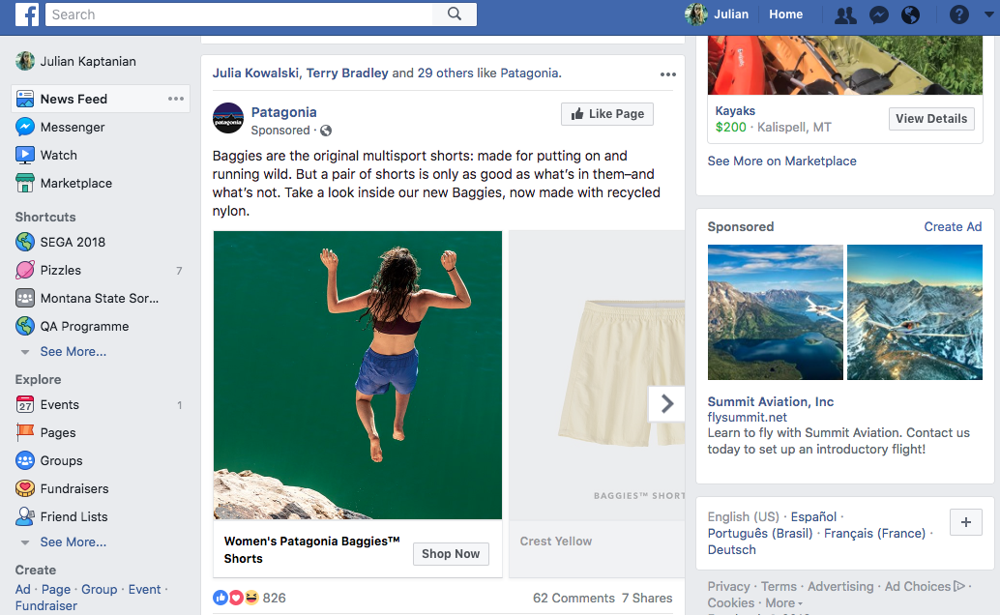 Search
Julian
Home
Julian Kaptanian
News Feed
Messenger
Watch
Marketplace
Shortcuts
SEGA 2018
Pizzles 7
Montana State Sor...
QA Programme
See More...
Explore
27 Events 1
Pages
Groups
Fundraisers
Friend Lists
See More...
Create
Ad · Page · Group · Event ·
Fundraiser
Julia Kowalski, Terry Bradley and 29 others like Patagonia.
patagonia
Patagonia
Sponsored ·
Like Page
Baggies are the original multisport shorts: made for putting on and
running wild. But a pair of shorts is only as good as what's in them–and
what's not. Take a look inside our new Baggies, now made with recycled
nylon.
Women's Patagonia Baggies™
Shorts
Shop Now
BAGGIES™ SHORT
Crest Yellow
826
62 Comments 7 Shares
Kayaks
$200 · Kalispell, MT
View Details
See More on Marketplace
Sponsored
Create Ad
Summit Aviation, Inc
flysummit.net
Learn to fly with Summit Aviation. Contact us
today to set up an introductory flight!
English (US) · Español ·
Português (Brasil) · Français (France) ·
Deutsch
Privacy · Terms · Advertising · Ad Choices ·
Cookies · More